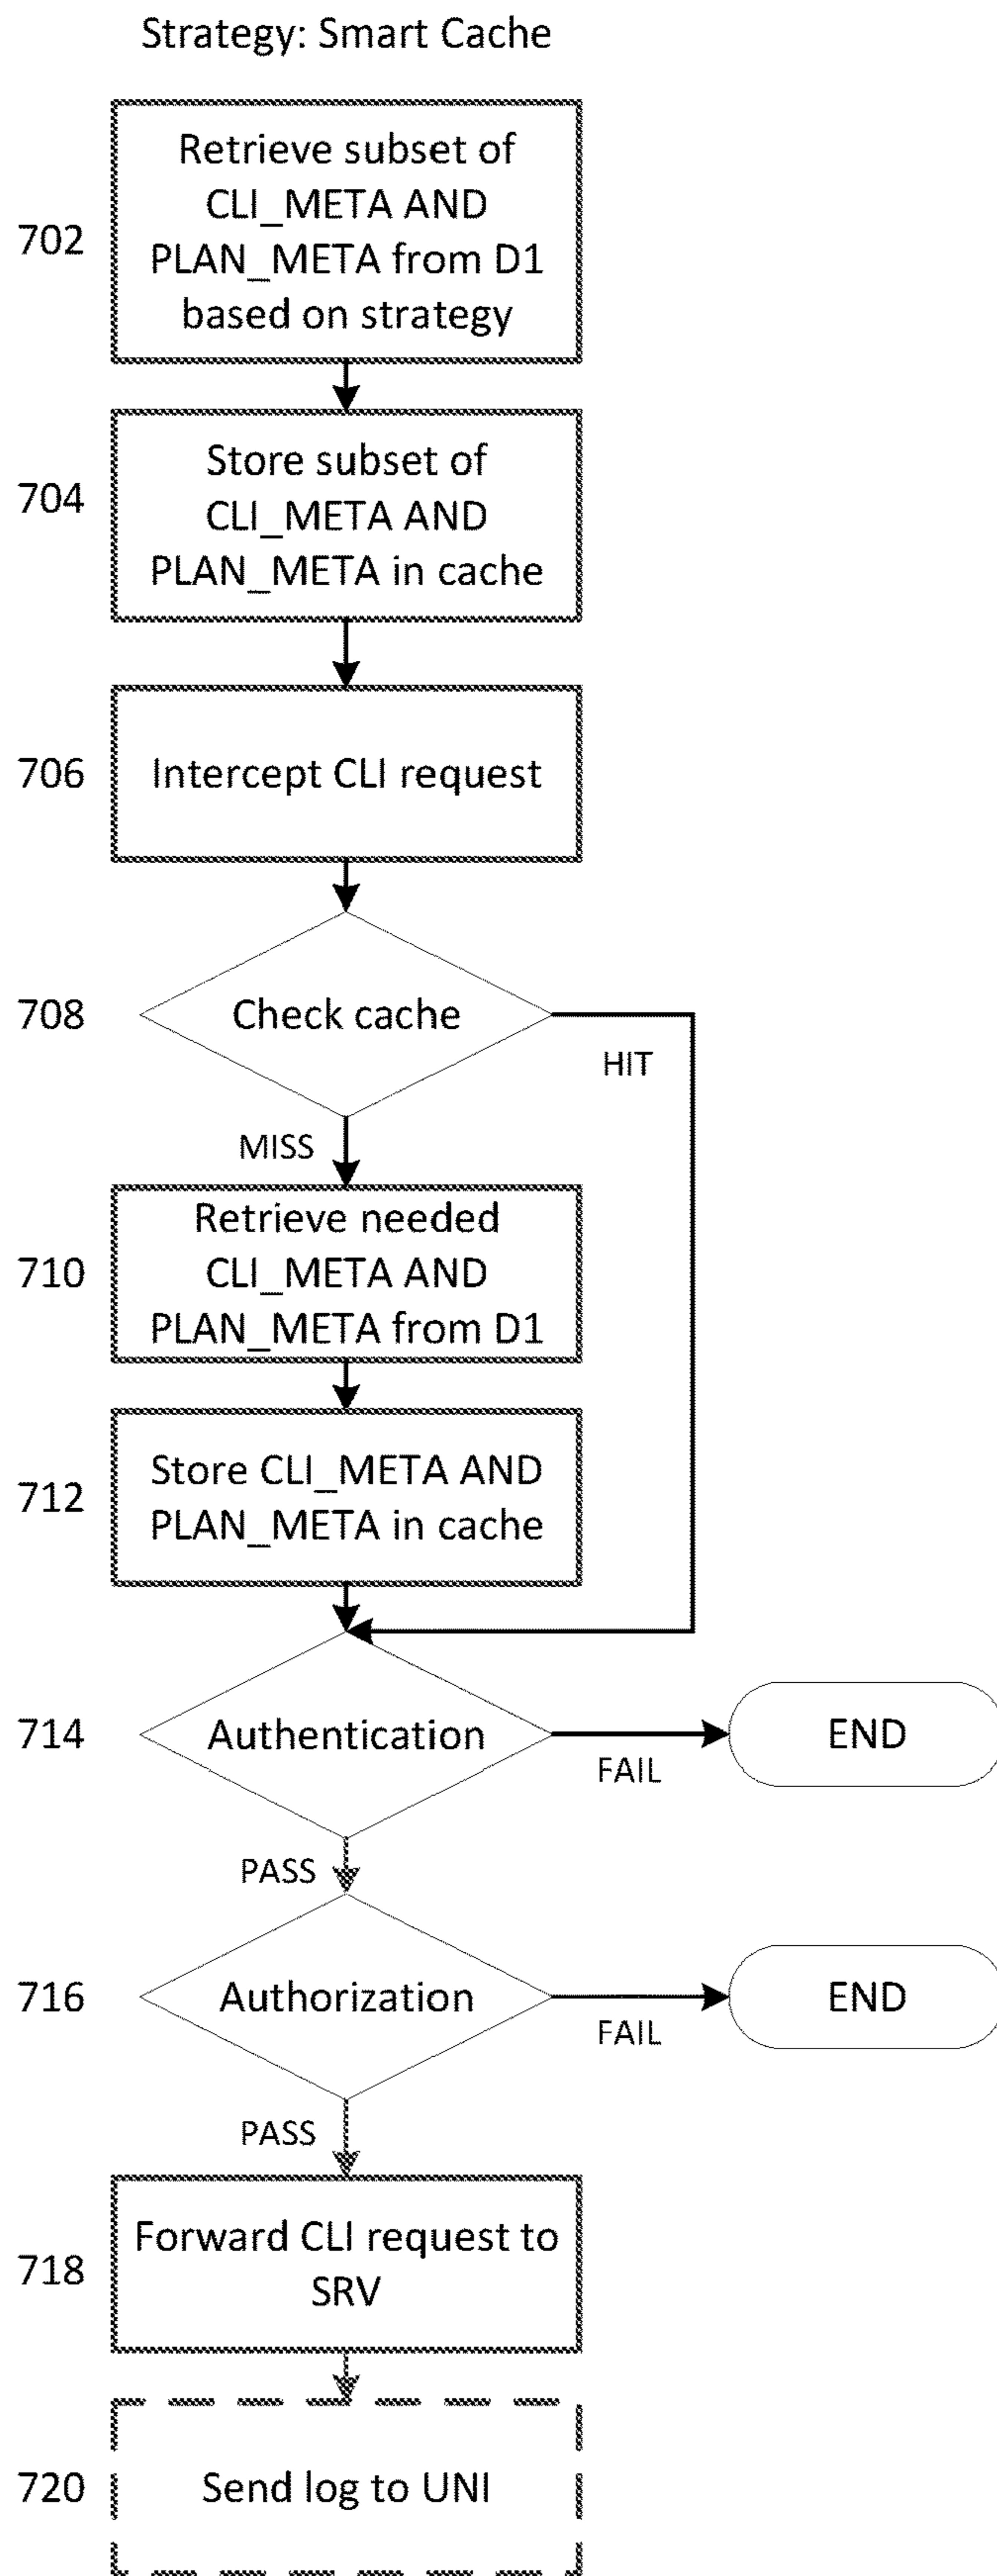 Strategy: Smart Cache
702
Retrieve subset of
CLI_META AND
PLAN_META from D1
based on strategy
704
Store subset of
CLI_META AND
PLAN_META in cache
706
Intercept CLI request
708
Check cache
HIT
MISS
710
Retrieve needed
CLI_META AND
PLAN_META from D1
712
Store CLI_META AND
PLAN_META in cache
714
Authentication
FAIL
END
PASS
716
Authorization
FAIL
END
PASS
718
Forward CLI request to
SRV
720
Send log to UNI